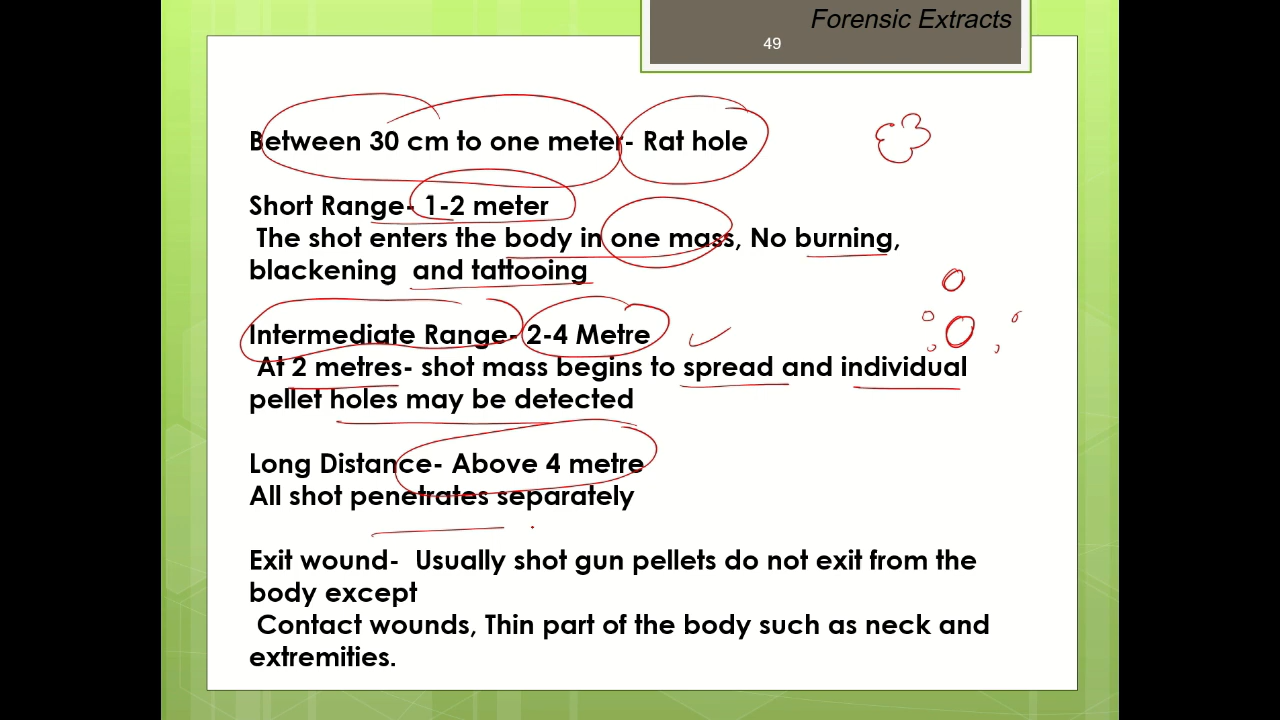 Forensic Extracts
49
Between 30 cm to one meter- Rat hole
Short Range- 1-2 meter
The shot enters the body in one mass, No burning,
blackening and tattooing
Intermediate Range- 2-4 Metre
At 2 metres- shot mass begins to spread and individual
pellet holes may be detected
Long Distance- Above 4 metre
All shot penetrates separately
Exit wound- Usually shot gun pellets do not exit from the
body except
Contact wounds, Thin part of the body such as neck and
extremities.